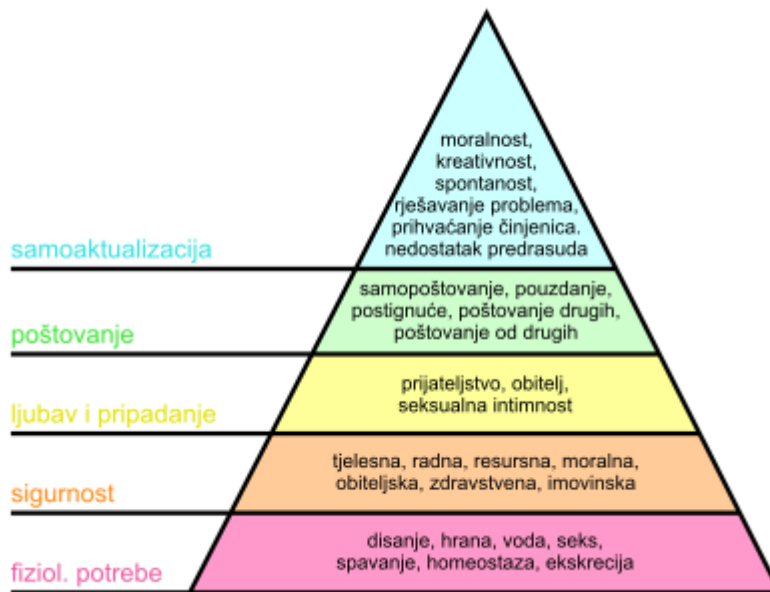 moralnost,
kreativnost,
spontanost,
rješavanje problema,
prihvaćanje činjenica.
nedostatak predrasuda
samoaktualizacija
samopoštovanje, pouzdanje,
postignuće, poštovanje drugih,
poštovanje od drugih
poštovanje
prijateljstvo, obitelj,
seksualna intimnost
ljubav i pripadanje
tjelesna, radna, resursna, moralna,
obiteljska, zdravstvena, imovinska
sigurnost
disanje, hrana, voda, seks,
spavanje, homeostaza, ekskrecija
fiziol. potrebe